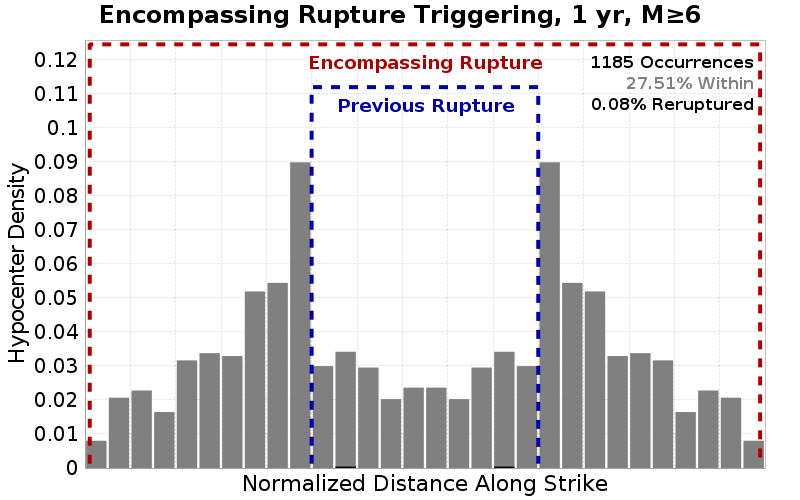 Encompassing Rupture Triggering, 1 yr, M≥6
Encompassing Rupture
Previous Rupture
1185 Occurrences
27.51% Within
0.08% Reruptured
Hypocenter Density
0.12
0.11
0.1
0.09
0.08
0.07
0.06
0.05
0.04
0.03
0.02
0.01
0
Normalized Distance Along Strike